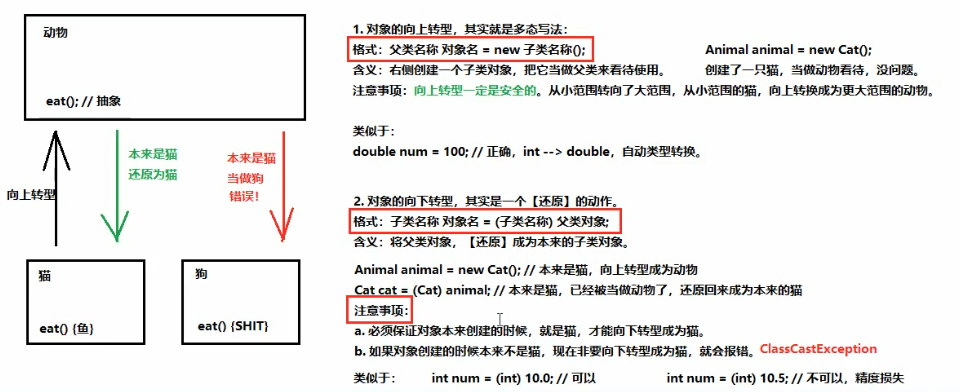 动物
eat(); // 抽象
向上转型
本来是猫
还原为猫
本来是猫
当做狗
错误！
猫
eat() {鱼}
狗
eat() {SHIT}
1. 对象的向上转型，其实就是多态写法：
格式：父类名称 对象名 = new 子类名称(); Animal animal = new Cat();
含义：右侧创建一个子类对象，把它当做父类来看待使用。 创建了一只猫，当做动物看待，没问题。
注意事项：向上转型一定是安全的。从小范围转向了大范围，从小范围的猫，向上转换成为更大范围的动物。
类似于：
double num = 100; // 正确，int --> double，自动类型转换。
2. 对象的向下转型，其实是一个【还原】的动作。
格式：子类名称 对象名 = (子类名称) 父类对象;
含义：将父类对象，【还原】成为本来的子类对象。
Animal animal = new Cat(); // 本来是猫，向上转型成为动物
Cat cat = (Cat) animal; // 本来是猫，已经被当做动物了，还原回来成为本来的猫
注意事项：
a. 必须保证对象本来创建的时候，就是猫，才能向下转型成为猫。
b. 如果对象创建的时候本来不是猫，现在非要向下转型成为猫，就会报错。ClassCastException
类似于： int num = (int) 10.0; // 可以 int num = (int) 10.5; // 不可以，精度损失